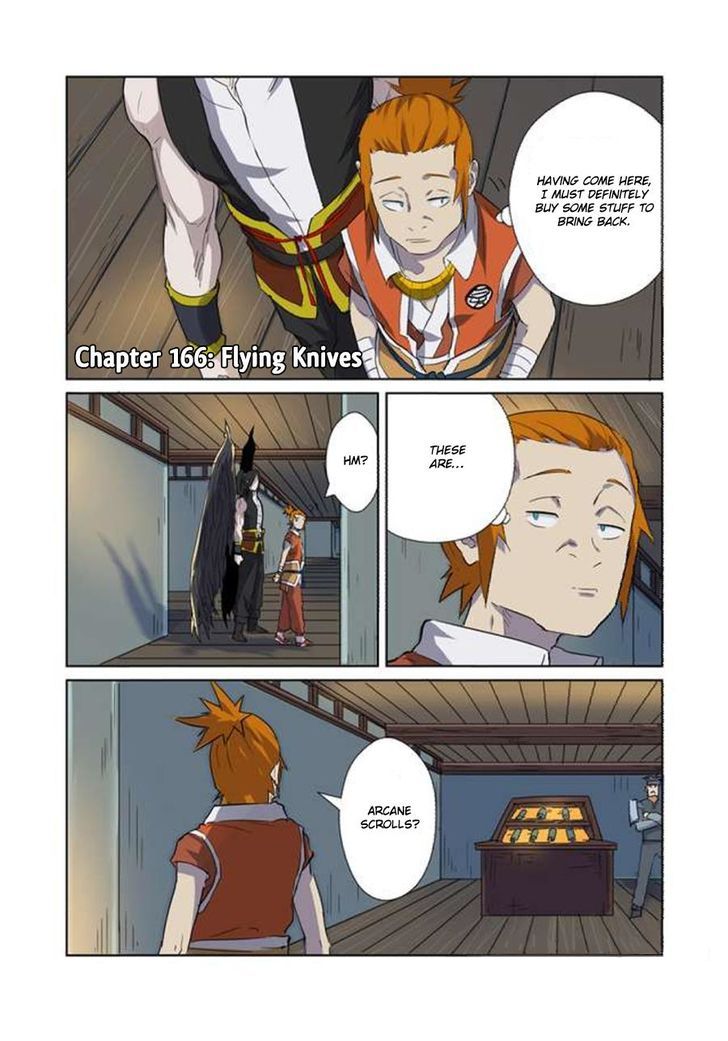 HAVING COME HERE,
I MUST DEFINITELY
BUY SOME STUFF TO
BRING BACK.
Chapter 166: Flying Knives
HM?
THESE
ARE...
ARCANE
SCROLLS?